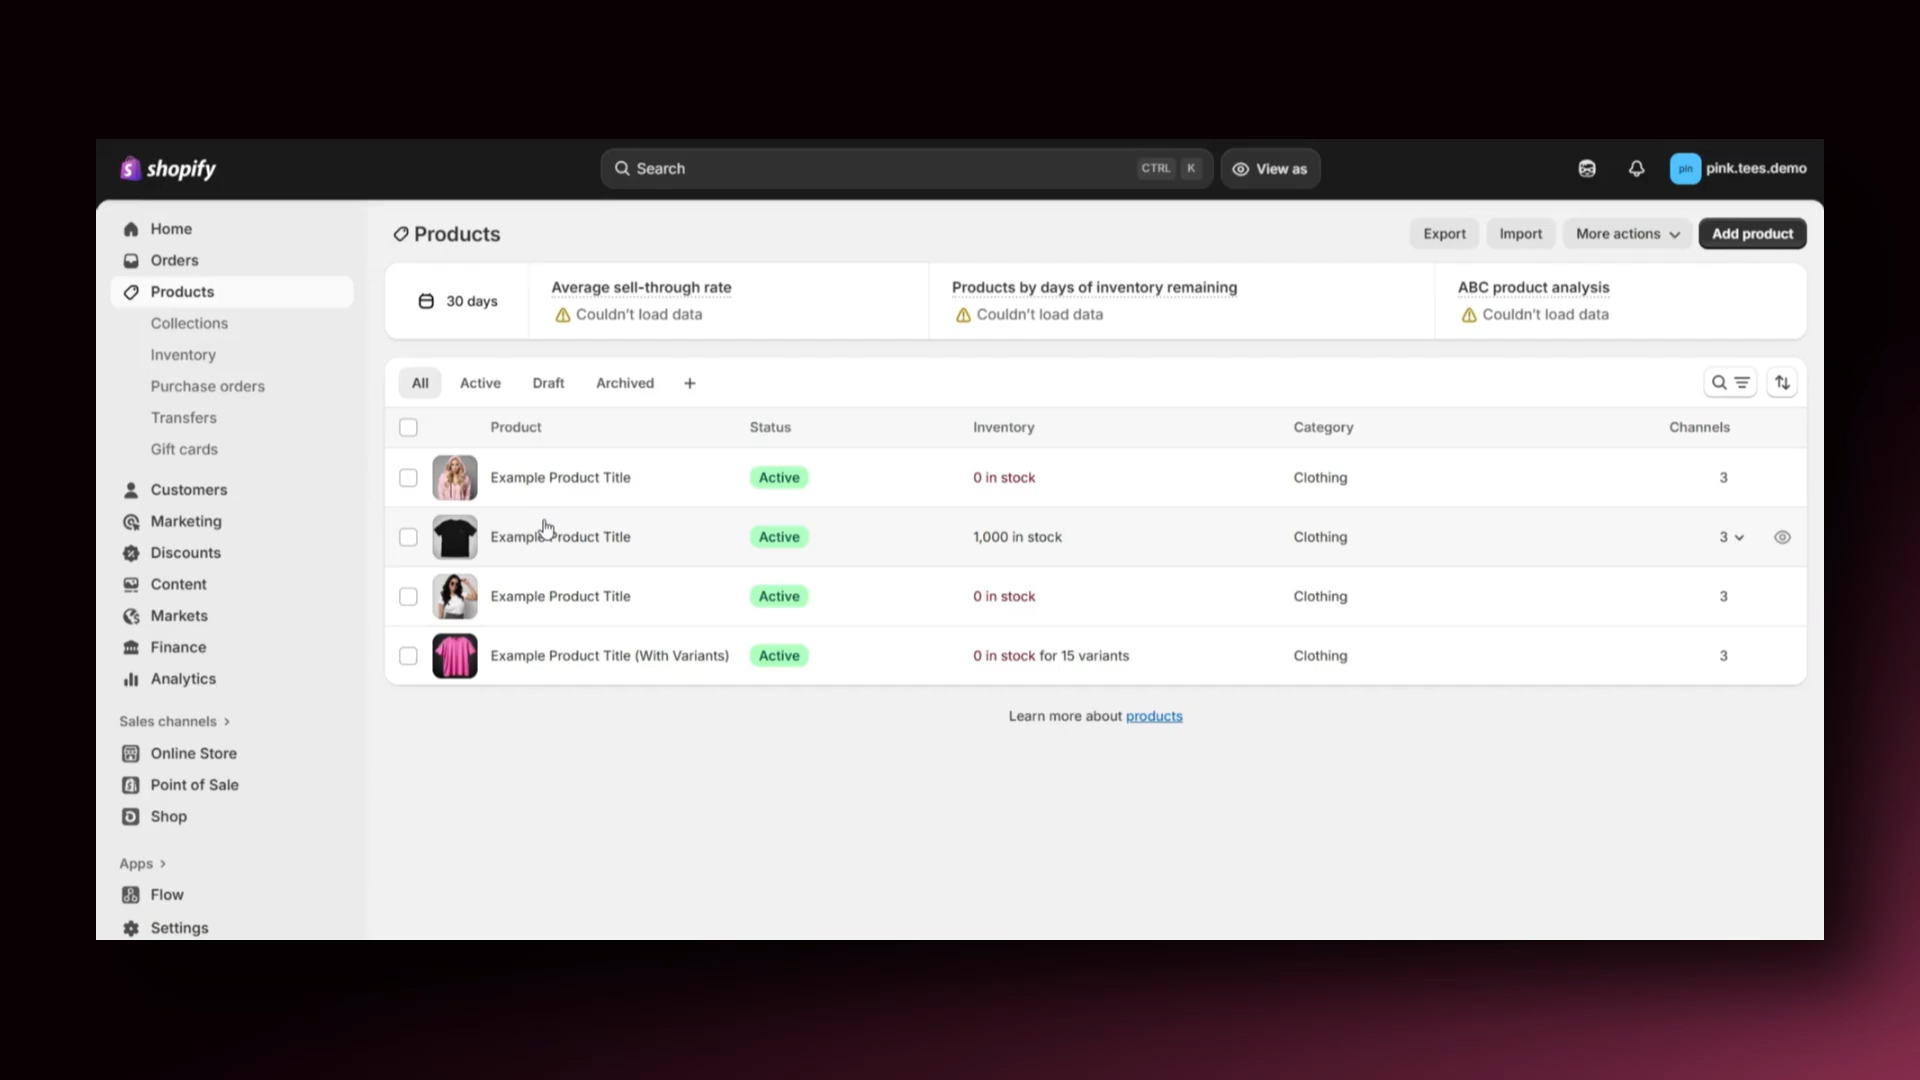 shopify
Search
CTRL K
View as
pin
pink.tees.demo
Home
Orders
Products
Collections
Inventory
Purchase orders
Transfers
Gift cards
Customers
Marketing
Discounts
Content
Markets
Finance
Analytics
Sales channels
Online Store
Point of Sale
Shop
Apps
Flow
Settings
Products
Export
Import
More actions
Add product
30 days
Average sell-through rate
Couldn't load data
Products by days of inventory remaining
Couldn't load data
ABC product analysis
Couldn't load data
All Active Draft Archived +
Product Status Inventory Category Channels
Example Product Title Active 0 in stock Clothing 3
Example Product Title Active 1,000 in stock Clothing 3
Example Product Title Active 0 in stock Clothing 3
Example Product Title (With Variants) Active 0 in stock for 15 variants Clothing 3
Learn more about products